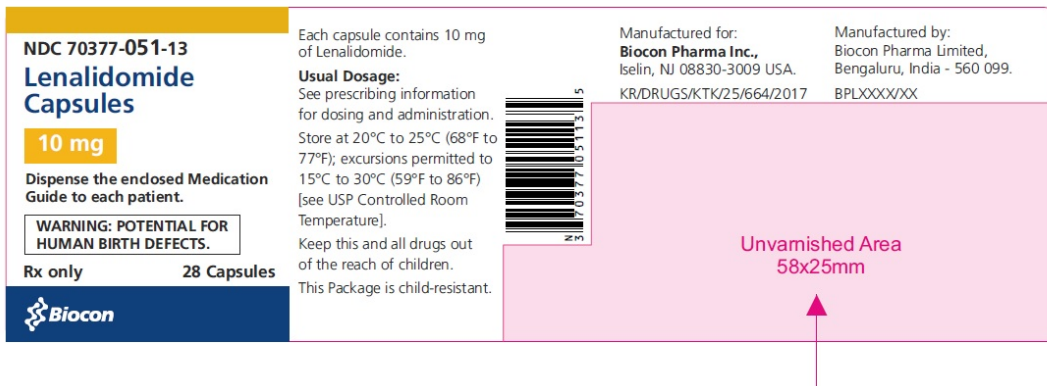 NDC 70377-051-13
Lenalidomide
Capsules
10 mg
Dispense the enclosed Medication
Guide to each patient.
WARNING: POTENTIAL FOR
HUMAN BIRTH DEFECTS.
Rx only 28 Capsules
Biocon
Each capsule contains 10 mg
of Lenalidomide.
Usual Dosage:
See prescribing information
for dosing and administration.
Store at 20°C to 25°C (68°F to
77°F); excursions permitted to
15°C to 30°C (59°F to 86°F)
[see USP Controlled Room
Temperature].
Keep this and all drugs out
of the reach of children.
This Package is child-resistant.
N 3 70377 05113 5
Manufactured for:
Biocon Pharma Inc.,
Iselin, NJ 08830-3009 USA.
KR/DRUGS/KTK/25/664/2017
Manufactured by:
Biocon Pharma Limited,
Bengaluru, India - 560 099.
BPLXXXX/XX
Unvarnished Area
58x25mm